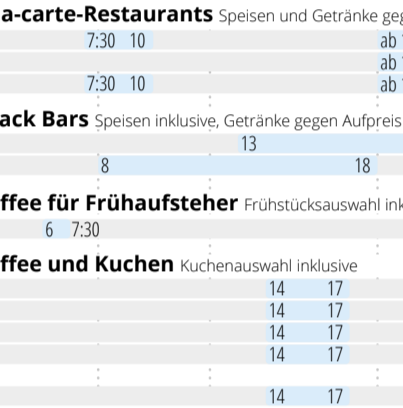 a-carte-Restaurants Speisen und Getränke geg
7:30 10 ab
ab
7:30 10 ab
ack Bars Speisen inklusive, Getränke gegen Aufpreis
13
8 18
ffee für Frühaufsteher Frühstücksauswahl ink
6 7:30
ffee und Kuchen Kuchenauswahl inklusive
14 17
14 17
14 17
14 17
14 17